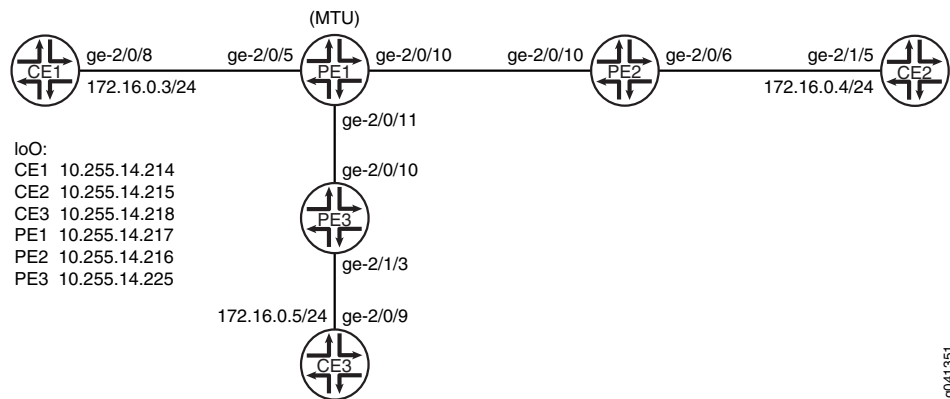 (MTU)
ge-2/0/8 ge-2/0/5 ge-2/0/10 ge-2/0/10 ge-2/0/6 ge-2/1/5
CE1 PE1 PE2 CE2
172.16.0.3/24 172.16.0.4/24
ge-2/0/11
loO:
CE1 10.255.14.214
CE2 10.255.14.215
CE3 10.255.14.218
PE1 10.255.14.217
PE2 10.255.14.216
PE3 10.255.14.225
ge-2/0/10
PE3
ge-2/1/3
172.16.0.5/24 ge-2/0/9
CE3
g041351